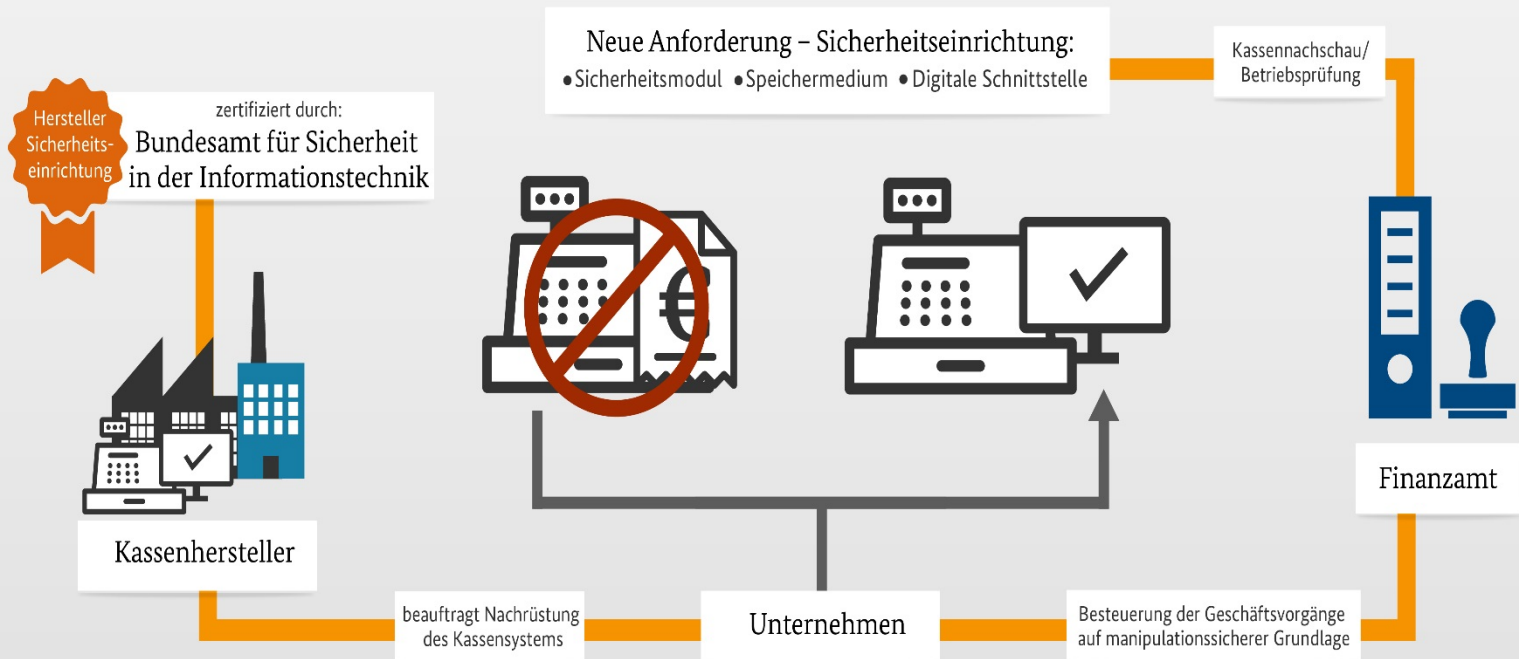 Neue Anforderung – Sicherheitseinrichtung:
• Sicherheitsmodul • Speichermedium • Digitale Schnittstelle
Kassennachschau/
Betriebsprüfung
Hersteller
Sicherheits-
einrichtung
zertifiziert durch:
Bundesamt für Sicherheit
in der Informationstechnik
€
Kassenhersteller
Finanzamt
beauftragt Nachrüstung
des Kassensystems
Unternehmen
Besteuerung der Geschäftsvorgänge
auf manipulationssicherer Grundlage